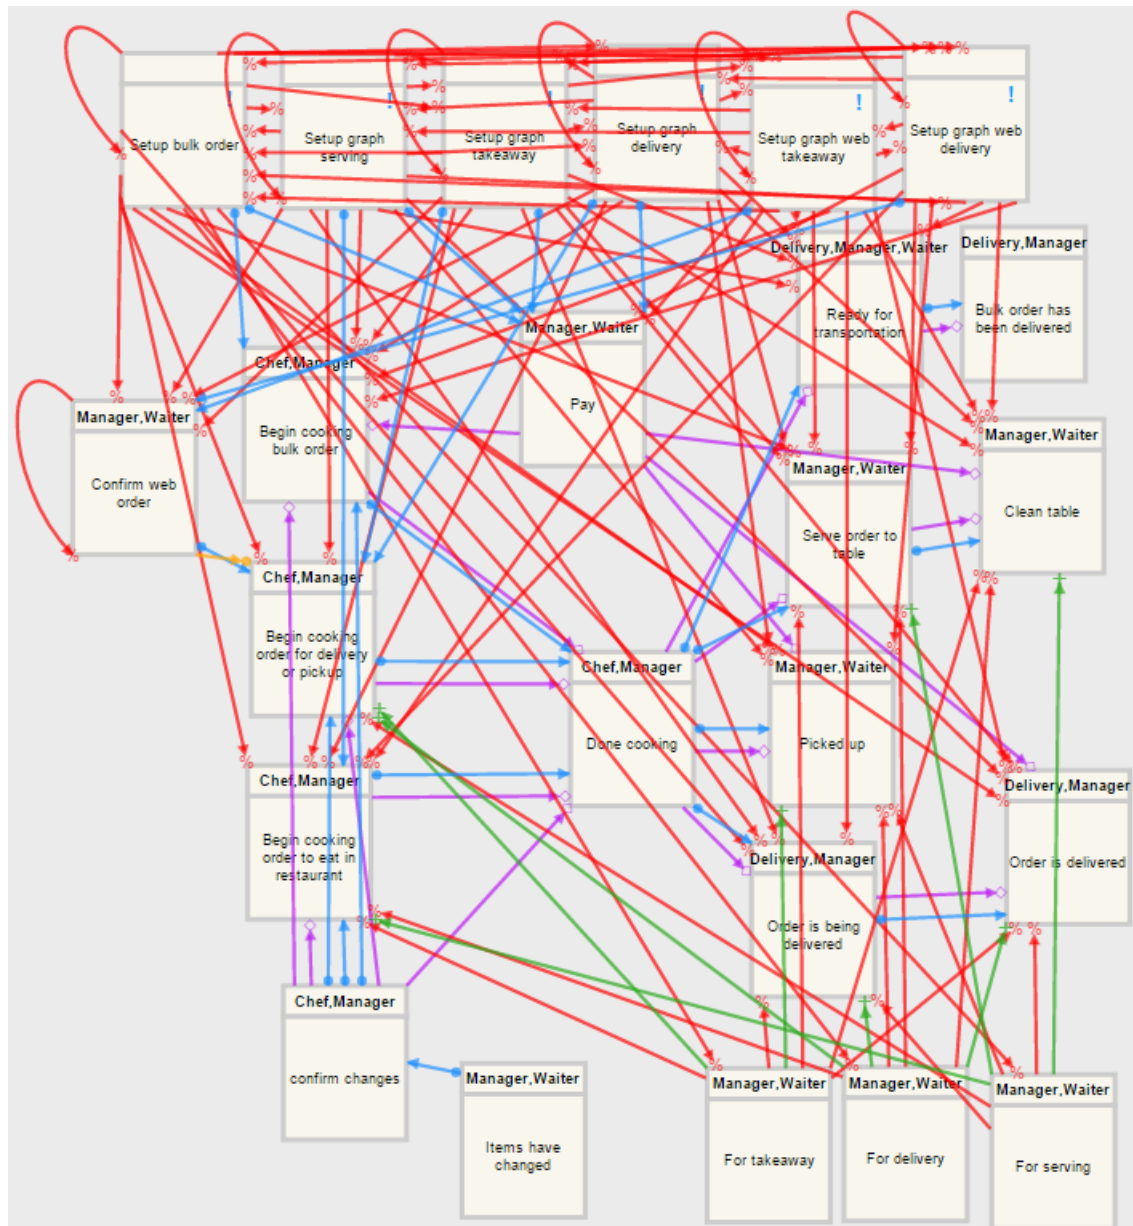 !
!
!
!
!
!
Setup bulk order
Setup graph
serving
Setup graph
takeaway
Setup graph
delivery
Setup graph web
takeaway
Setup graph web
delivery
Delivery,Manager,Waiter
Ready for
transportation
Delivery,Manager
Bulk order has
been delivered
Manager,Waiter
Pay
Chef,Manager
Begin cooking
bulk order
Manager,Waiter
Confirm web
order
Manager,Waiter
Clean table
Manager,Waiter
Serve order to
table
Chef,Manager
Begin cooking
order for delivery
or pickup
Chef,Manager
Done cooking
Manager,Waiter
Picked up
Chef,Manager
Begin cooking
order to eat in
restaurant
Delivery,Manager
Order is delivered
Delivery,Manager
Order is being
delivered
Chef,Manager
confirm changes
Manager,Waiter
Items have
changed
Manager,Waiter
For takeaway
Manager,Waiter
For delivery
Manager,Waiter
For serving